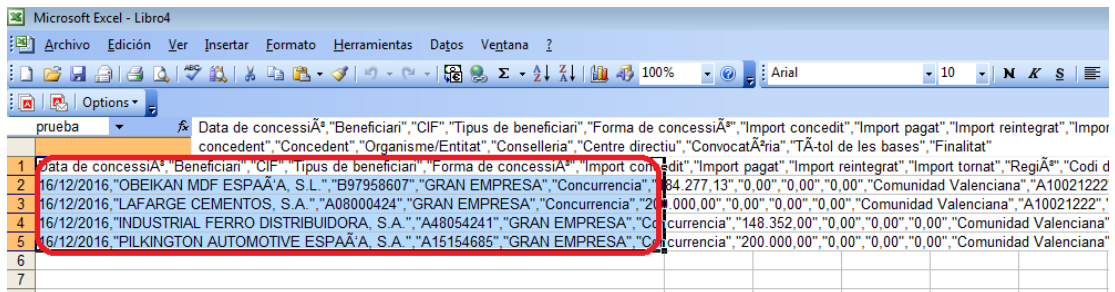 Microsoft Excel - Libro4
Archivo Edición Ver Insertar Formato Herramientas Datos Ventana ?
100% Arial 10 N K S
Options
prueba fx Data de concessiÃª,"Beneficiari","CIF","Tipus de beneficiari","Forma de concessiÃª","Import concedit","Import pagat","Import reintegrat","Impor
concedent","Concedent","Organisme/Entitat","Conselleria","Centre directiu","ConvocatÃªria","TÃ-tol de les bases","Finalitat"
1 Data de concessiÃª,"Beneficiari","CIF","Tipus de beneficiari","Forma de concessiÃª","Import concedit","Import pagat","Import reintegrat","Import tornat","RegiÃª","Codi d
2 16/12/2016,"OBEIKAN MDF ESPAÃ'A, S.L.","B97958607","GRAN EMPRESA","Concurrencia","84.277,13","0,00","0,00","0,00","Comunidad Valenciana","A10021222"
3 16/12/2016,"LAFARGE CEMENTOS, S.A.","A08000424","GRAN EMPRESA","Concurrencia","200.000,00","0,00","0,00","0,00","Comunidad Valenciana","A10021222",
4 16/12/2016,"INDUSTRIAL FERRO DISTRIBUIDORA, S.A.","A48054241","GRAN EMPRESA","Concurrencia","148.352,00","0,00","0,00","0,00","Comunidad Valenciana"
5 16/12/2016,"PILKINGTON AUTOMOTIVE ESPAÃ'A, S.A.","A15154685","GRAN EMPRESA","Concurrencia","200.000,00","0,00","0,00","0,00","Comunidad Valenciana"
6
7